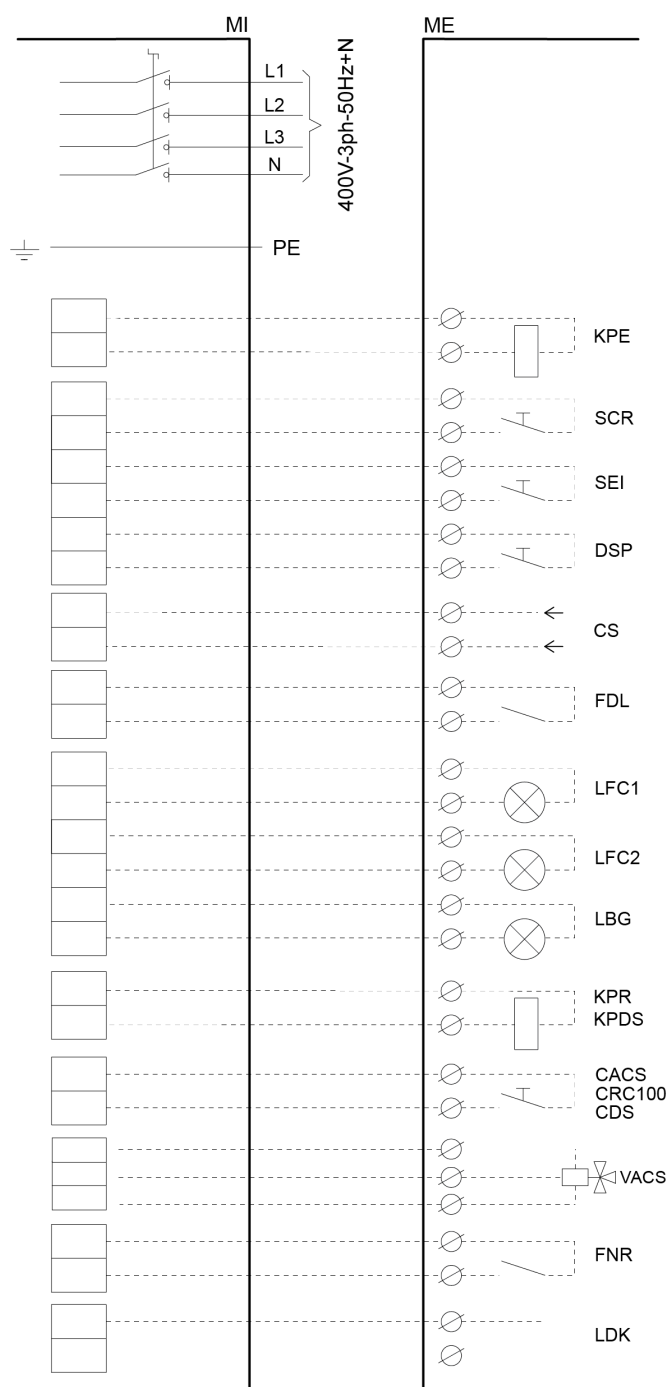 MI
ME
L1
L2
L3
N
400V-3ph-50Hz+N
PE
KPE
SCR
SEI
DSP
CS
FDL
LFC1
LFC2
LBG
KPR
KPDS
CACS
CRC100
CDS
VACS
FNR
LDK